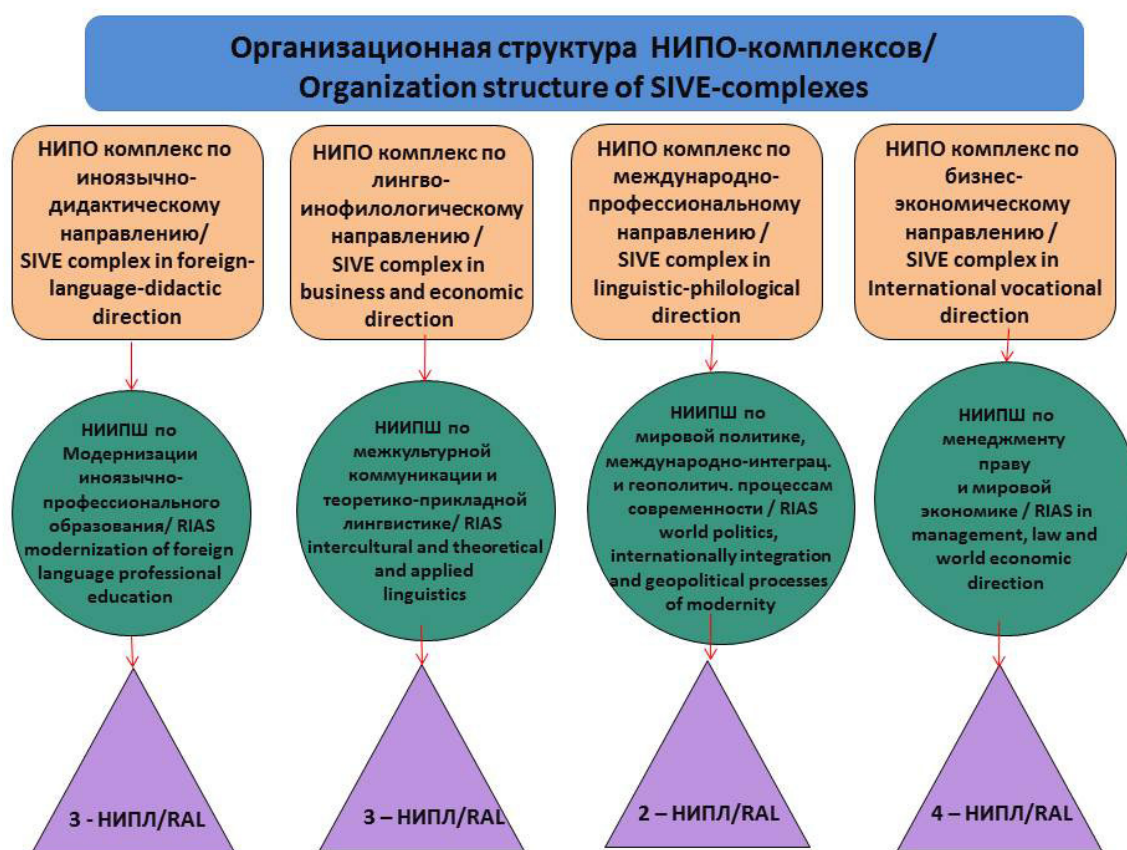 Организационная структура НИПО-комплексов/
Organization structure of SIVE-complexes
НИПО комплекс по
иноязычно-
дидактическому
направлению/
SIVE complex in foreign-
language-didactic
direction
НИПО комплекс по
лингво-
инофилологическому
направлению /
SIVE complex in
business and economic
direction
НИПО комплекс по
международно-
профессиональному
направлению /
SIVE complex in
linguistic-philological
direction
НИПО комплекс по
бизнес-
экономическому
направлению /
SIVE complex in
International vocational
direction
НИИПШ по
Модернизации
иноязычно-
профессионального
образования/ RIAS
modernization of foreign
language professional
education
НИИПШ по
межкультурной
коммуникации и
теоретико-прикладной
лингвистике/ RIAS
intercultural and theoretical
and applied
linguistics
НИИПШ по
мировой политике,
международно-интеграц.
и геополитич. процессам
современности / RIAS
world politics,
internationally integration
and geopolitical processes
of modernity
НИИПШ по
менеджменту
праву
и мировой
экономике / RIAS in
management, law and
world economic
direction
3 - НИПЛ/RAL
3 – НИПЛ/RAL
2 – НИПЛ/RAL
4 – НИПЛ/RAL